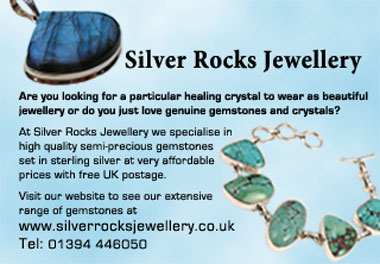 Silver Rocks Jewellery
Are you looking for a particular healing crystal to wear as beautiful
jewellery or do you just love genuine gemstones and crystals?
At Silver Rocks Jewellery we specialise in
high quality semi-precious gemstones
set in sterling silver at very affordable
prices with free UK postage.
Visit our website to see our extensive
range of gemstones at
www.silverrocksjewellery.co.uk
Tel: 01394 446050